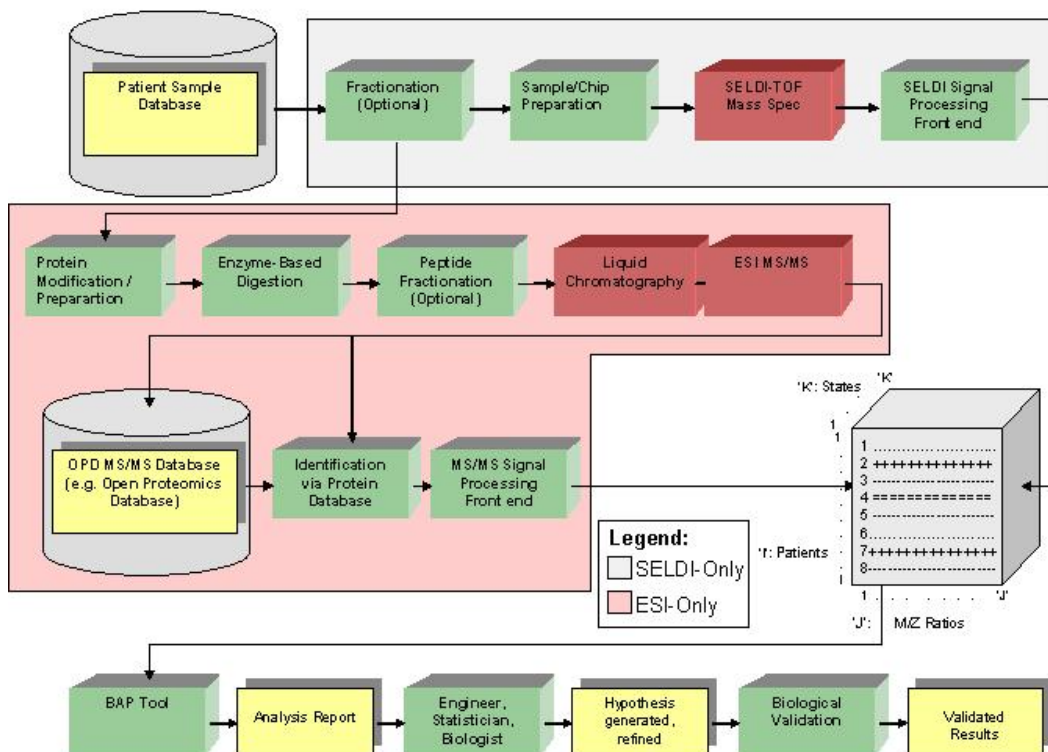 Patient Sample
Database
Fractionation
(Optional)
Sample/Chip
Preparation
SELDI-TOF
Mass Spec
SELDI Signal
Processing
Front end
Protein
Modification /
Prepartion
Enzyme-Based
Digestion
Peptide
Fractionation
(Optional)
Liquid
Chromatography
ESI MS/MS
OPD MS/MS Database
(e.g. Open Proteomics
Database)
Identification
via Protein
Database
MS/MS Signal
Processing
Front end
Legend:
SELDI-Only
ESI-Only
'K': States
'K'
1
1
1 ........................
2 ++++++++++++++
3 ------------------------
4 ==============
5 ------------------------
6 ........................
7 ++++++++++++++
8 ------------------------
'I': Patients
I
1 . . . . . . . . . . 'J'
'J': M/Z Ratios
BAP Tool
Analysis Report
Engineer,
Statistician,
Biologist
Hypothesis
generated,
refined
Biological
Validation
Validated
Results